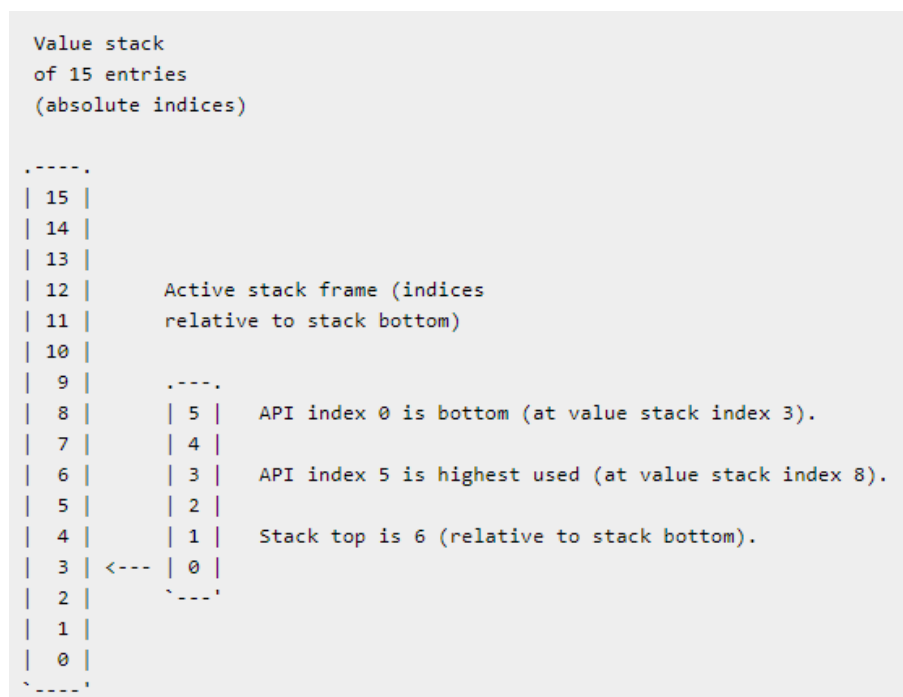 Value stack
of 15 entries
(absolute indices)
.----.
| 15 |
| 14 |
| 13 |
| 12 |       Active stack frame (indices
| 11 |       relative to stack bottom)
| 10 |
|  9 |       .---.
|  8 |       | 5 |   API index 0 is bottom (at value stack index 3).
|  7 |       | 4 |
|  6 |       | 3 |   API index 5 is highest used (at value stack index 8).
|  5 |       | 2 |
|  4 |       | 1 |   Stack top is 6 (relative to stack bottom).
|  3 | <--- | 0 |
|  2 |       `---'
|  1 |
|  0 |
`----'